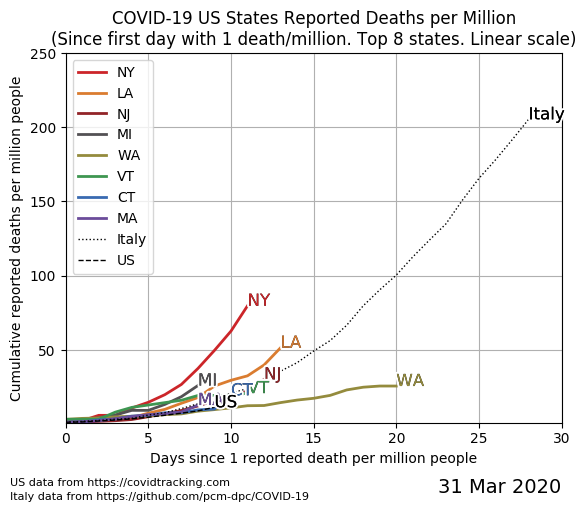 COVID-19 US States Reported Deaths per Million
(Since first day with 1 death/million. Top 8 states. Linear scale)
Cumulative reported deaths per million people
250
200
150
100
50
NY
LA
NJ
MI
WA
VT
CT
MA
Italy
US
Italy
NY
LA
NJ
MI
WA
CT
VT
US
0
5
10
15
20
25
30
Days since 1 reported death per million people
US data from https://covidtracking.com
Italy data from https://github.com/pcm-dpc/COVID-19
31 Mar 2020